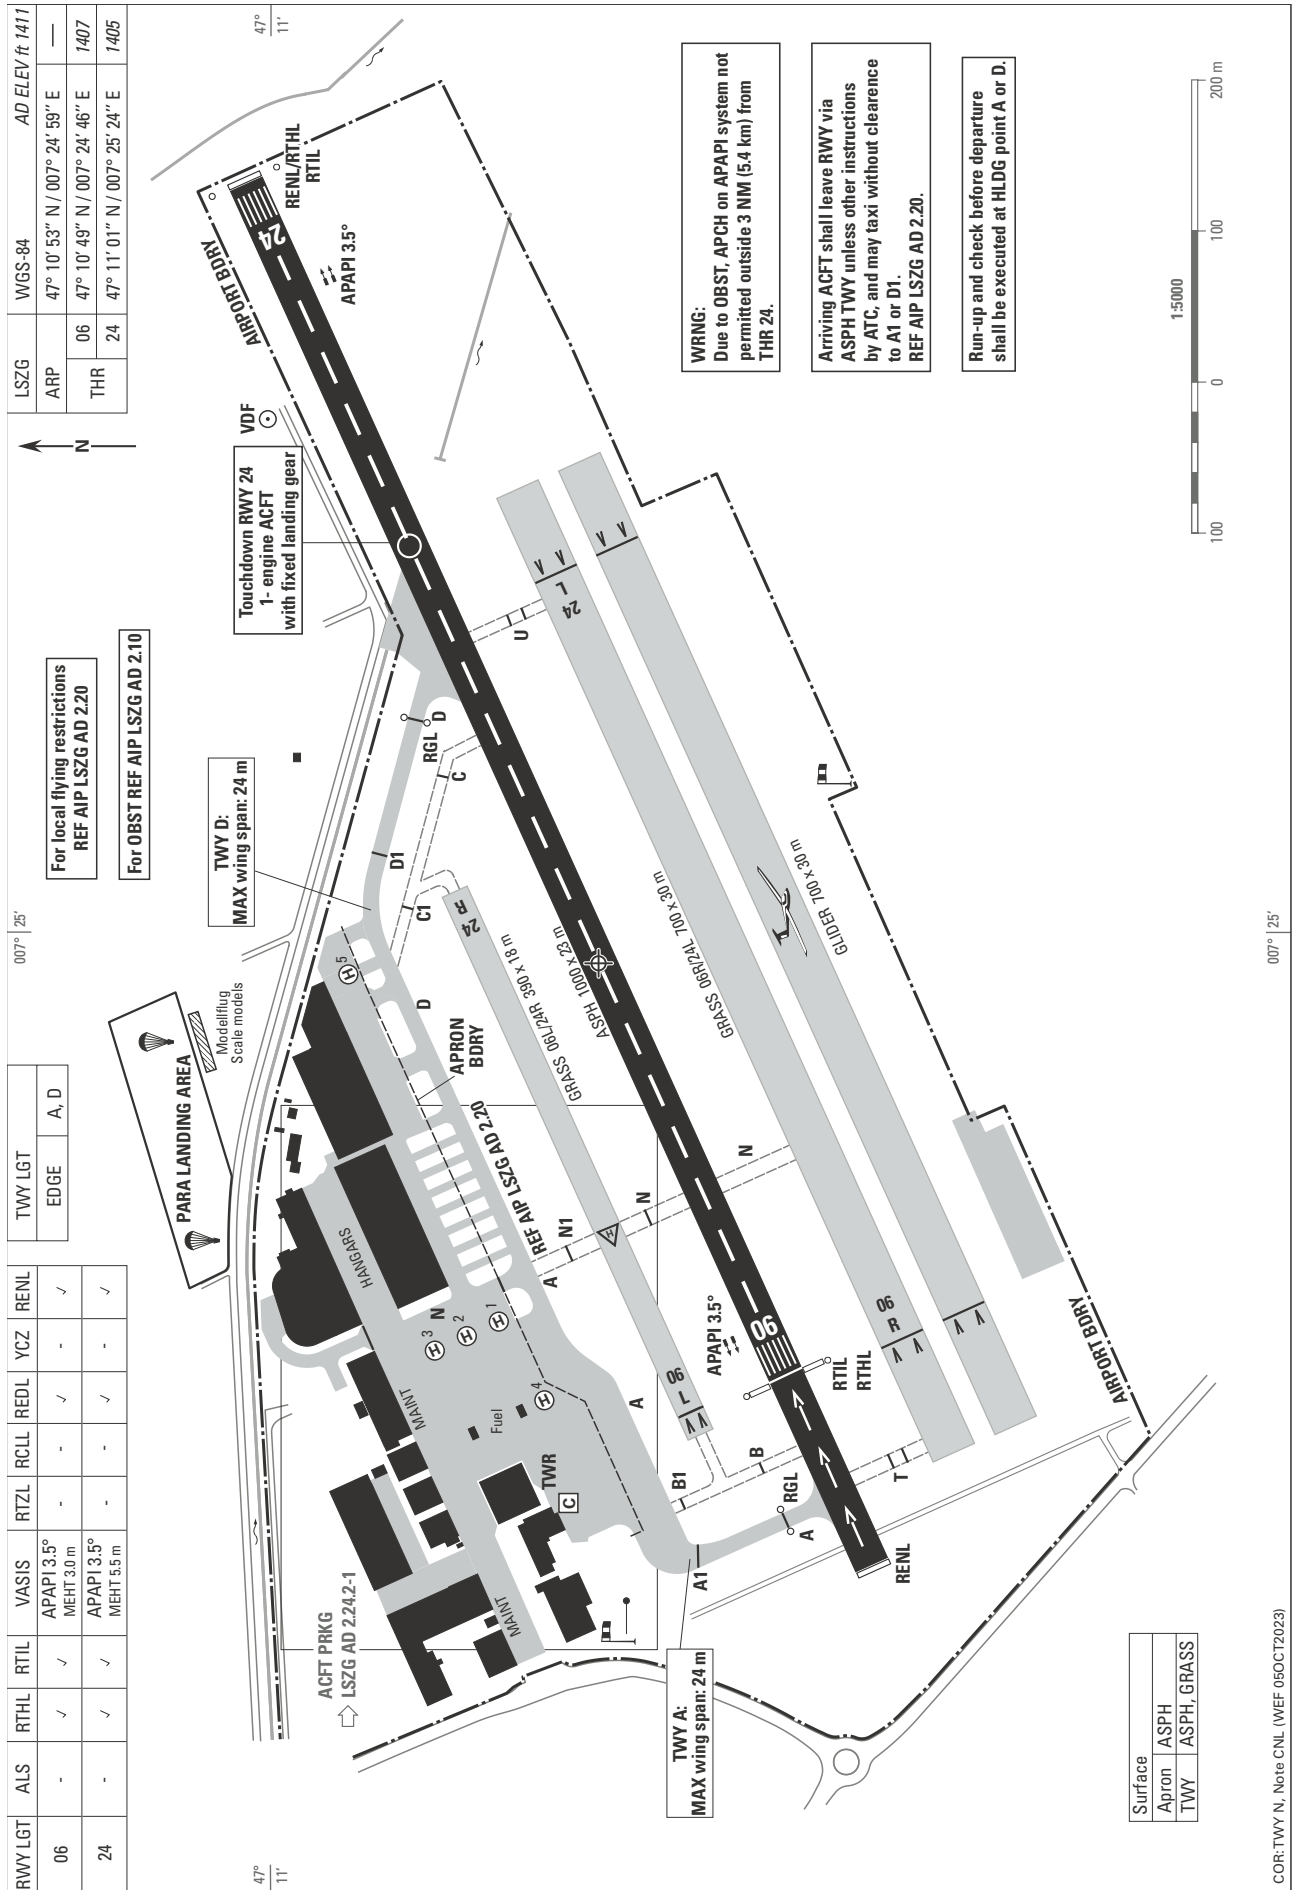 LSZG WGS-84 AD ELEV ft 1411
ARP 47° 10′ 53″ N / 007° 24′ 59″ E —
THR 06 47° 10′ 49″ N / 007° 24′ 46″ E 1407
24 47° 11′ 01″ N / 007° 25′ 24″ E 1405
RWY LGT ALS RTHL RTIL VASIS RTZL RCLL REDL YCZ RENL
06 - ✓ ✓ APAPI 3.5° - - ✓ - ✓
MEHT 3.0 m
24 - ✓ ✓ APAPI 3.5° - - ✓ - ✓
MEHT 5.5 m
TWY LGT
EDGE A, D
007° 25′
N
47°
11′
47°
11′
For local flying restrictions
REF AIP LSZG AD 2.20
For OBST REF AIP LSZG AD 2.10
TWY D:
MAX wing span: 24 m
Touchdown RWY 24
1- engine ACFT
with fixed landing gear
VDF
AIRPORT BDRY
RENL/RTHL
RTIL
24
APAPI 3.5°
PARA LANDING AREA
Modellflug
Scale models
ACFT PRKG
LSZG AD 2.24.2-1
HANGARS
MAINT
MAINT
Fuel
TWR
C
H 1
H 2
H 3
H 4
H 5
N
APRON
BDRY
REF AIP LSZG AD 2.20
D
D1
C1
C
RGL
D
U
24 R
GRASS 06L/24R 390 x 18 m
ASPH 1000 x 23 m
GRASS 06R/24L 700 x 30 m
GLIDER 700 x 30 m
24
L
A
N1
H
N
N
A
06
L
APAPI 3.5°
06
RTIL
RTHL
06
R
B1
B
RGL
A
A1
T
RENL
TWY A:
MAX wing span: 24 m
AIRPORT BDRY
WRNG:
Due to OBST, APCH on APAPI system not
permitted outside 3 NM (5.4 km) from
THR 24.
Arriving ACFT shall leave RWY via
ASPH TWY unless other instructions
by ATC, and may taxi without clearence
to A1 or D1.
REF AIP LSZG AD 2.20.
Run-up and check before departure
shall be executed at HLDG point A or D.
1:5000
100 0 100 200 m
Surface
Apron ASPH
TWY ASPH, GRASS
007° 25′
COR: TWY N, Note CNL (WEF 05OCT2023)